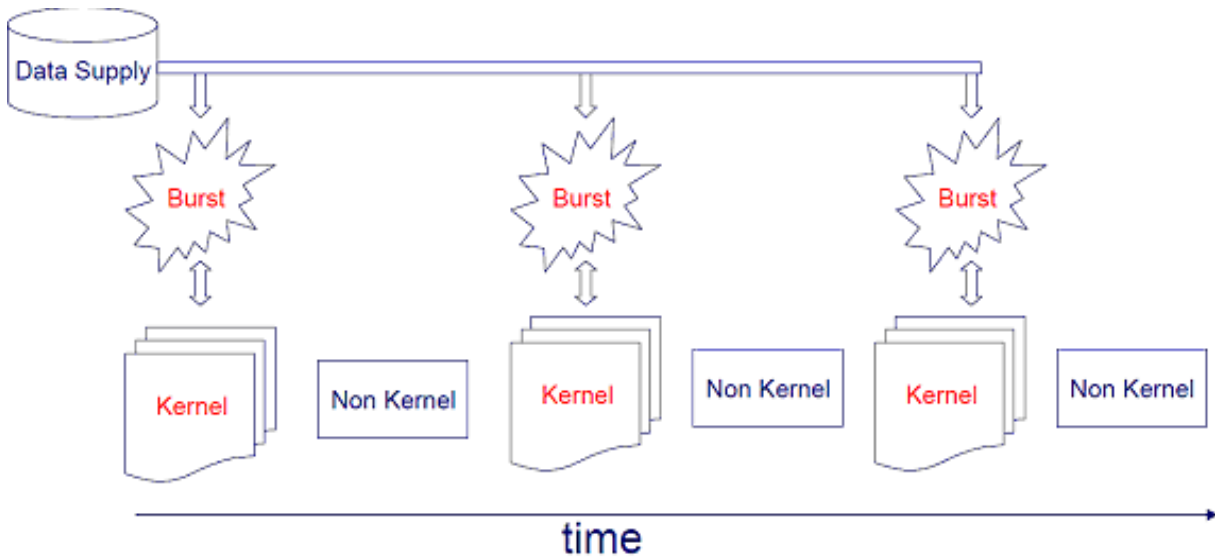 Data Supply
Burst
Burst
Burst
Kernel
Non Kernel
Kernel
Non Kernel
Kernel
Non Kernel
time